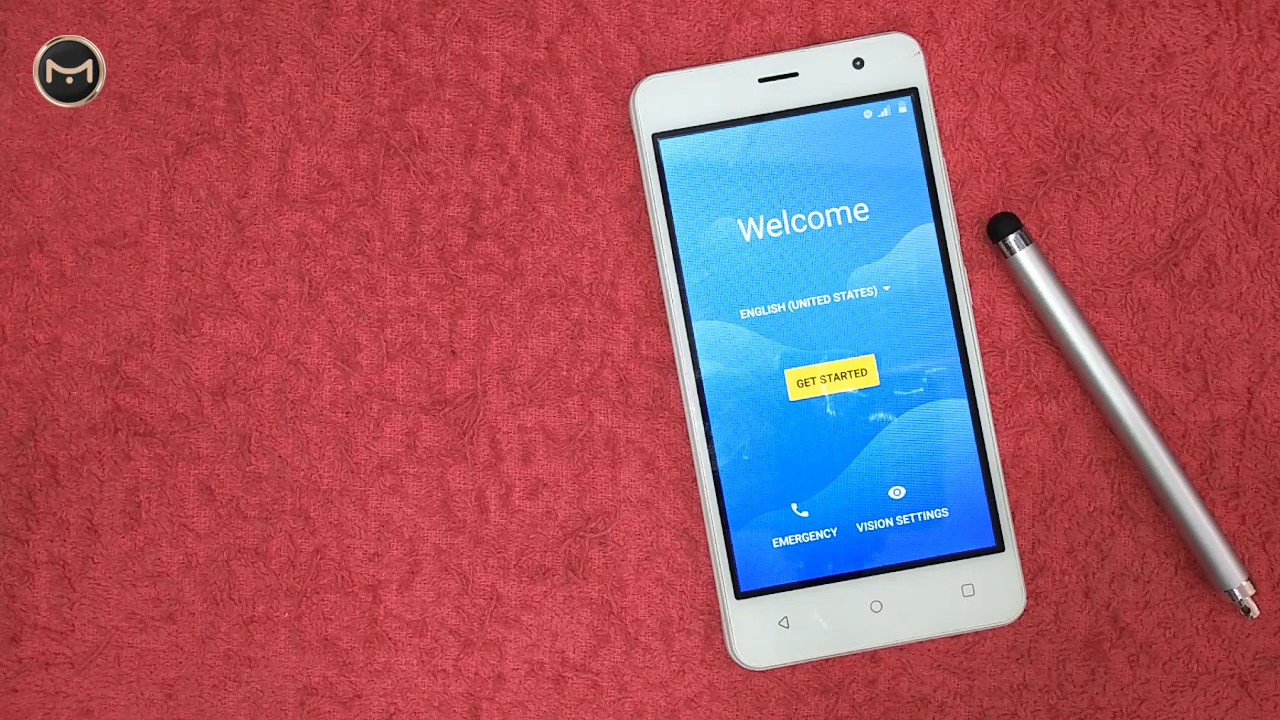 Welcome
ENGLISH (UNITED STATES)
GET STARTED
EMERGENCY
VISION SETTINGS